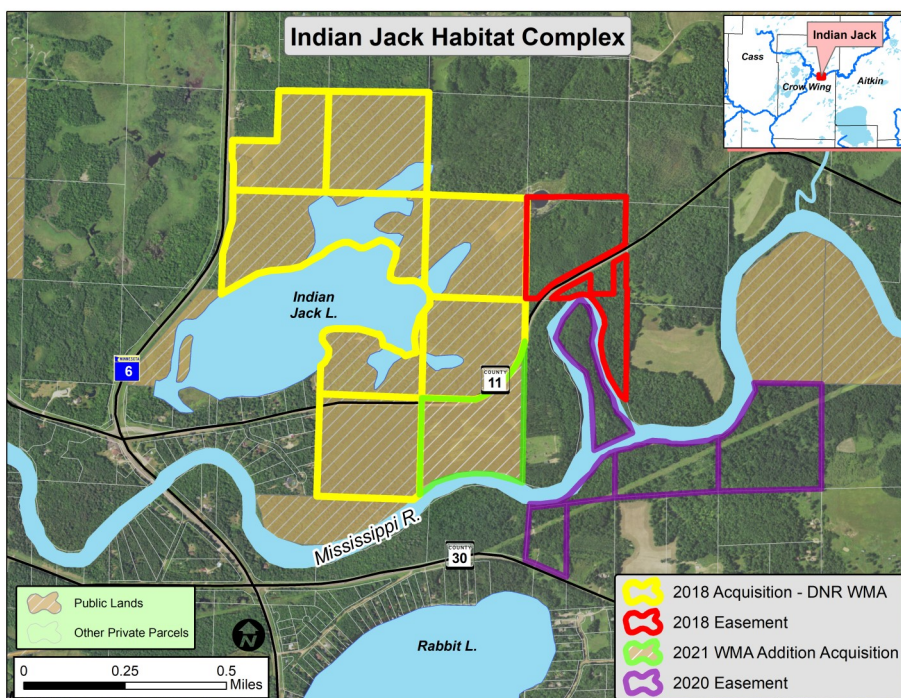 Indian Jack Habitat Complex
Indian Jack
Cass
Crow Wing
Aitkin
Indian
Jack L.
MINNESOTA
6
COUNTY
11
Mississippi R.
COUNTY
30
Rabbit L.
Public Lands
Other Private Parcels
N
0 0.25 0.5
Miles
2018 Acquisition - DNR WMA
2018 Easement
2021 WMA Addition Acquisition
2020 Easement